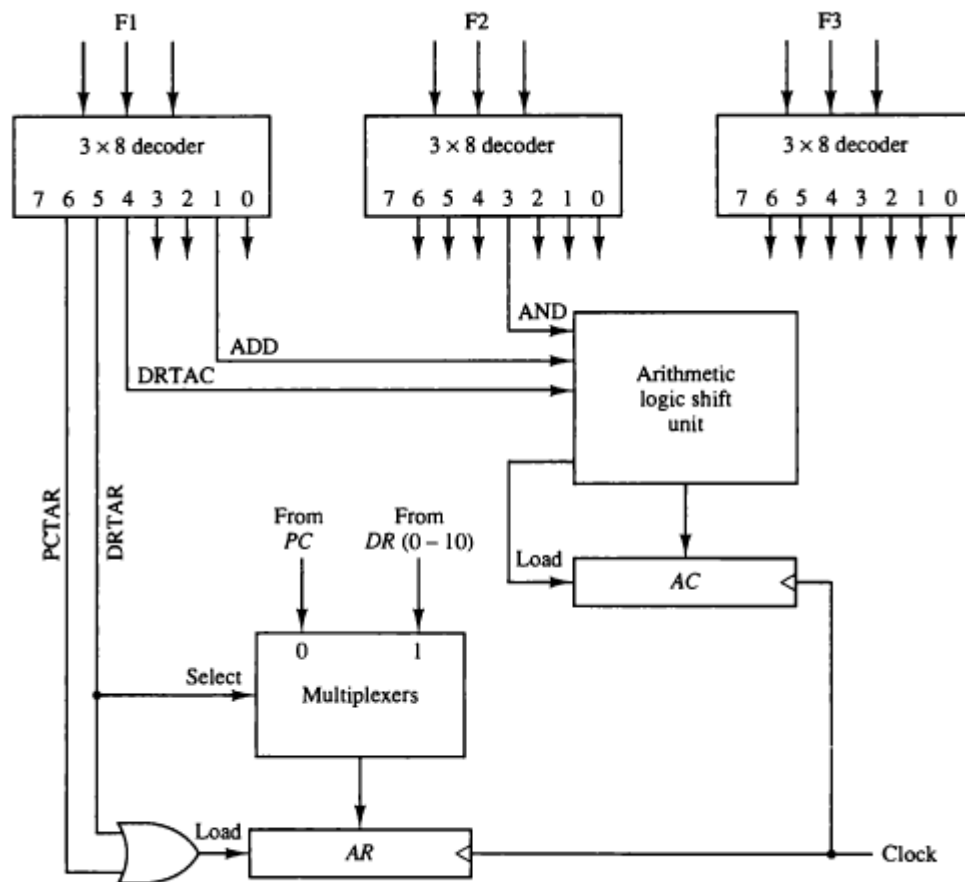 F1 F2 F3
3 × 8 decoder 3 × 8 decoder 3 × 8 decoder
7 6 5 4 3 2 1 0 7 6 5 4 3 2 1 0 7 6 5 4 3 2 1 0
AND
ADD
DRTAC
Arithmetic
logic shift
unit
PCTAR
DRTAR
From
PC
From
DR (0 – 10)
Load
AC
0 1
Select
Multiplexers
Load
AR
Clock